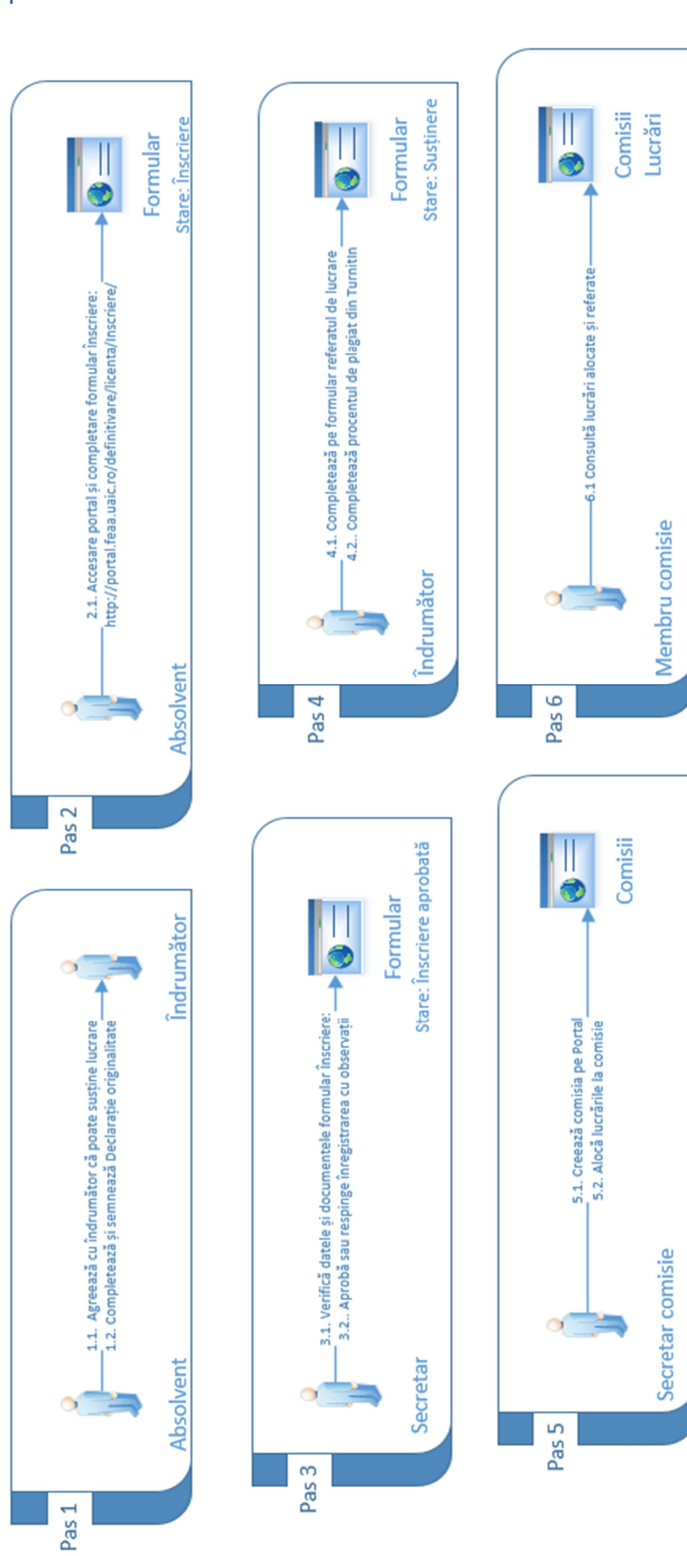 Pas 1
1.1. Agreează cu îndrumător că poate susține lucrare
1.2. Completează și semnează Declarație originalitate
Absolvent
Îndrumător
Pas 2
2.1. Accesare portal și completare formular înscriere:
http://portal.feaa.uaic.ro/definitivare/licenta/Inscriere/
Absolvent
Formular
Stare: Înscriere
Pas 3
3.1. Verifică datele și documentele formular înscriere:
3.2.. Aprobă sau respinge înregistrarea cu observații
Secretar
Formular
Stare: Înscriere aprobată
Pas 4
4.1. Completează pe formular referatul de lucrare
4.2.. Completează procentul de plagiat din TurnitIn
Îndrumător
Formular
Stare: Susținere
Pas 5
5.1. Creează comisia pe Portal
5.2. Alocă lucrările la comisie
Secretar comisie
Comisii
Pas 6
6.1 Consultă lucrări alocate și referate
Membru comisie
Comisii
Lucrări